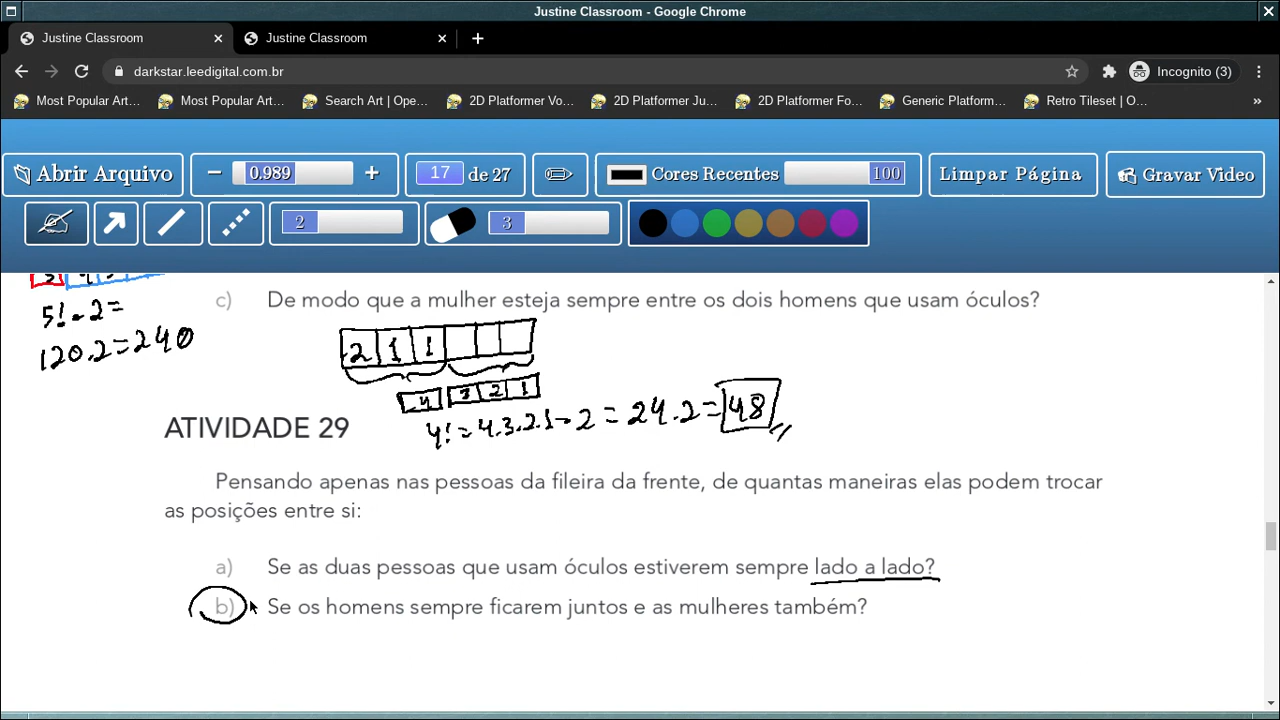 Justine Classroom - Google Chrome
Justine Classroom
Justine Classroom
darkstar.leedigital.com.br
Incognito (3)
Most Popular Art...
Most Popular Art...
Search Art | Ope...
2D Platformer Vo...
2D Platformer Ju...
2D Platformer Fo...
Generic Platform...
Retro Tileset | O...
Abrir Arquivo
0.989
17 de 27
Cores Recentes
100
Limpar Página
Gravar Video
2
3
c) De modo que a mulher esteja sempre entre os dois homens que usam óculos?
5! . 2 =
120.2=240
2 1 1
4 3 2 1
4! = 4.3.2.1 . 2 = 24.2 = 48
ATIVIDADE 29
Pensando apenas nas pessoas da fileira da frente, de quantas maneiras elas podem trocar
as posições entre si:
a) Se as duas pessoas que usam óculos estiverem sempre lado a lado?
b) Se os homens sempre ficarem juntos e as mulheres também?